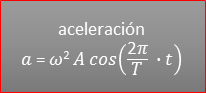 aceleración
a = ω² A cos(2π/T · t)